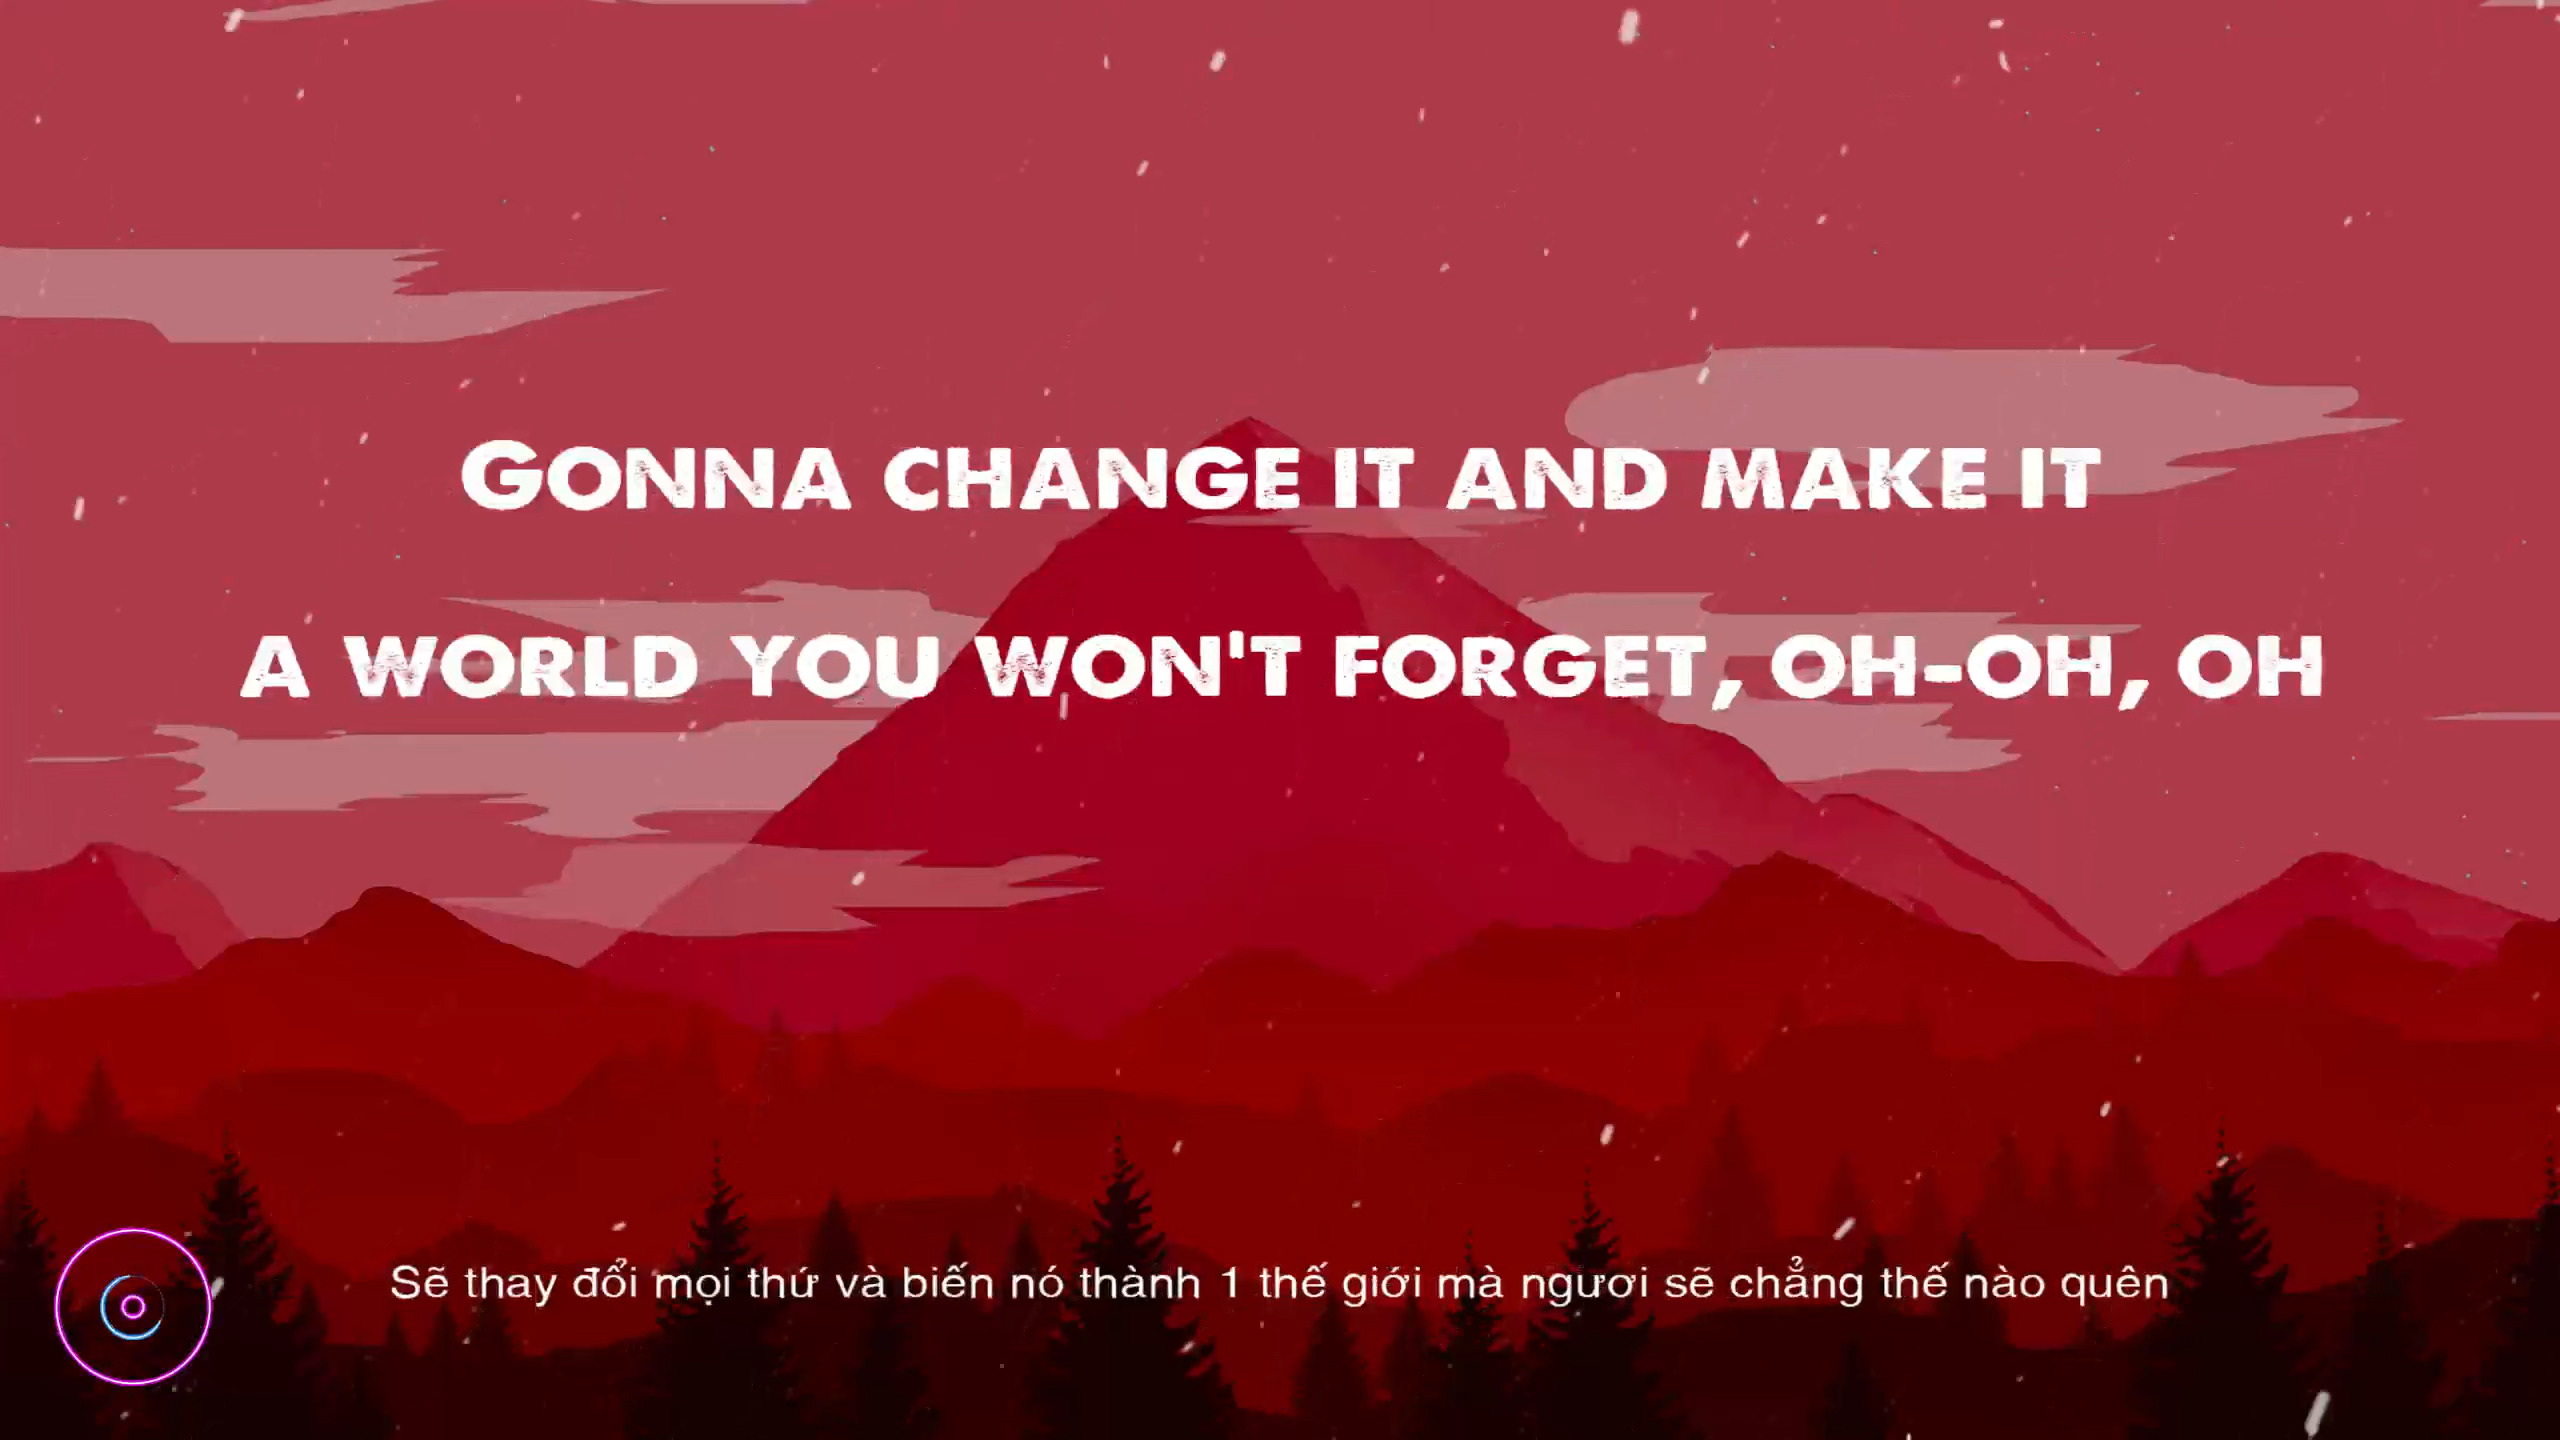 GONNA CHANGE IT AND MAKE IT
A WORLD YOU WON'T FORGET, OH-OH, OH
Sẽ thay đổi mọi thứ và biến nó thành 1 thế giới mà ngươi sẽ chẳng thế nào quên